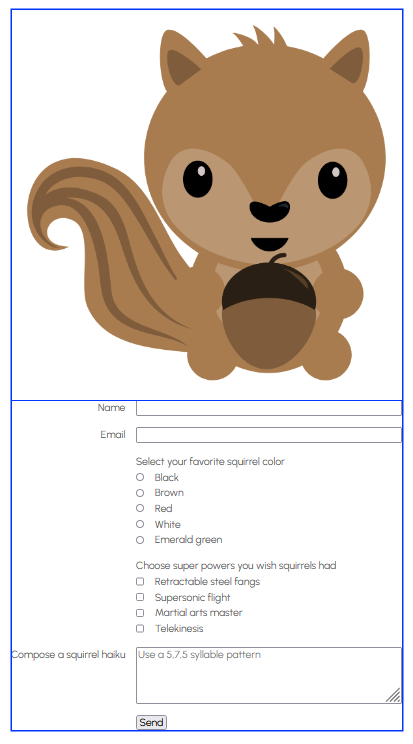 Name
Email
Select your favorite squirrel color
Black
Brown
Red
White
Emerald green
Choose super powers you wish squirrels had
Retractable steel fangs
Supersonic flight
Martial arts master
Telekinesis
Compose a squirrel haiku
Use a 5,7,5 syllable pattern
Send